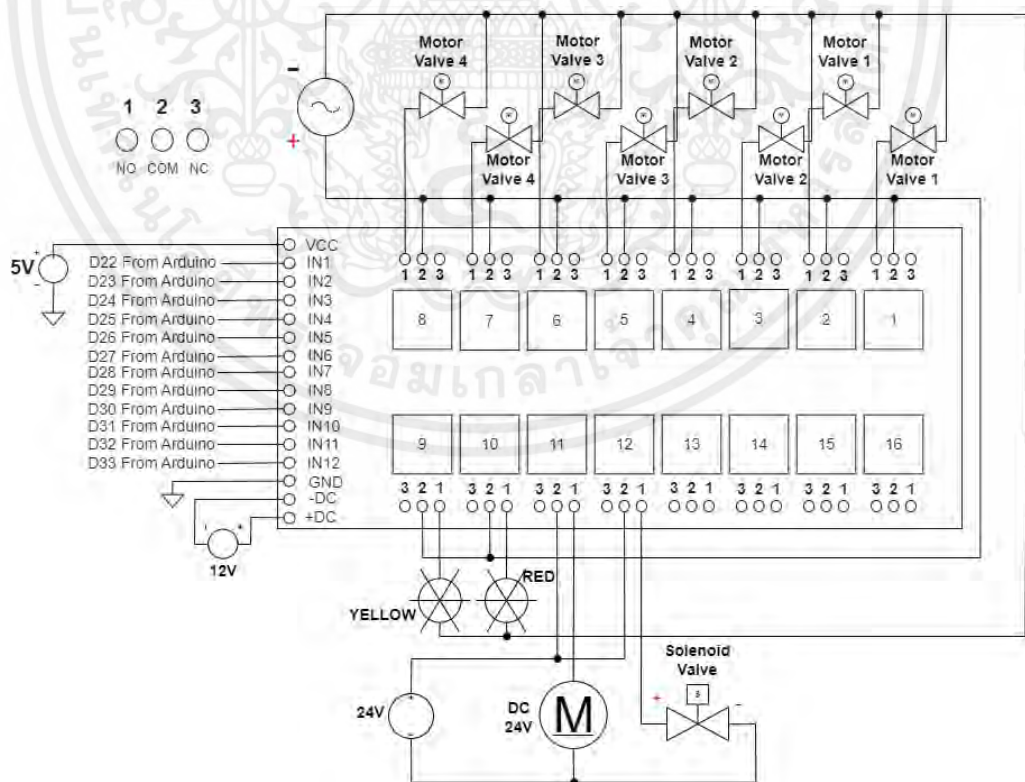 Motor
Valve 4
Motor
Valve 3
Motor
Valve 2
Motor
Valve 1
-
+
1 2 3
NO COM NC
Motor
Valve 4
Motor
Valve 3
Motor
Valve 2
Motor
Valve 1
5V
+
-
VCC
D22 From Arduino IN1
D23 From Arduino IN2
D24 From Arduino IN3
D25 From Arduino IN4
D26 From Arduino IN5
D27 From Arduino IN6
D28 From Arduino IN7
D29 From Arduino IN8
D30 From Arduino IN9
D31 From Arduino IN10
D32 From Arduino IN11
D33 From Arduino IN12
GND
-DC
+DC
12V
1 2 3 1 2 3 1 2 3 1 2 3 1 2 3 1 2 3 1 2 3 1 2 3
8 7 6 5 4 3 2 1
9 10 11 12 13 14 15 16
3 2 1 3 2 1 3 2 1 3 2 1 3 2 1 3 2 1 3 2 1 3 2 1
YELLOW
RED
24V
+
-
DC
24V
M
Solenoid
Valve
+ S -